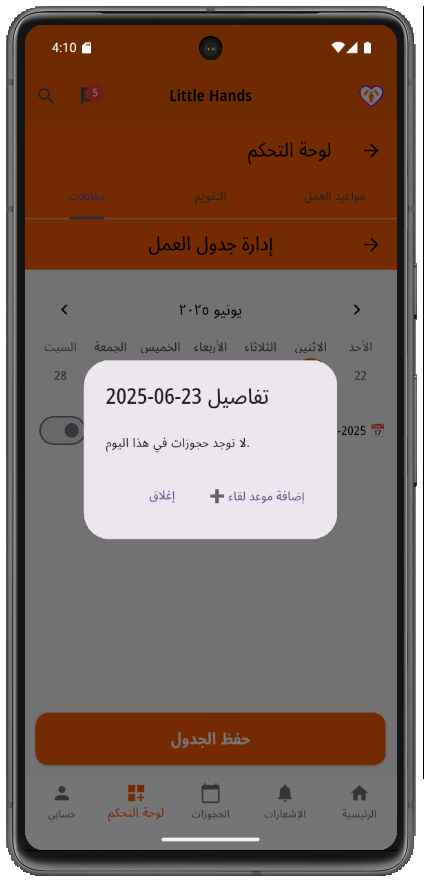 4:10
5
Little Hands
لوحة التحكم
مواعيد العمل
التقويم
مقابلات
إدارة جدول العمل
يونيو ٢٠٢٥
الأحد
الاثنين
الثلاثاء
الأربعاء
الخميس
الجمعة
السبت
22
28
-2025
تفاصيل 2025-06-23
لا توجد حجوزات في هذا اليوم.
إضافة موعد لقاء ➕
إغلاق
حفظ الجدول
الرئيسية
الإشعارات
الحجوزات
لوحة التحكم
حسابي